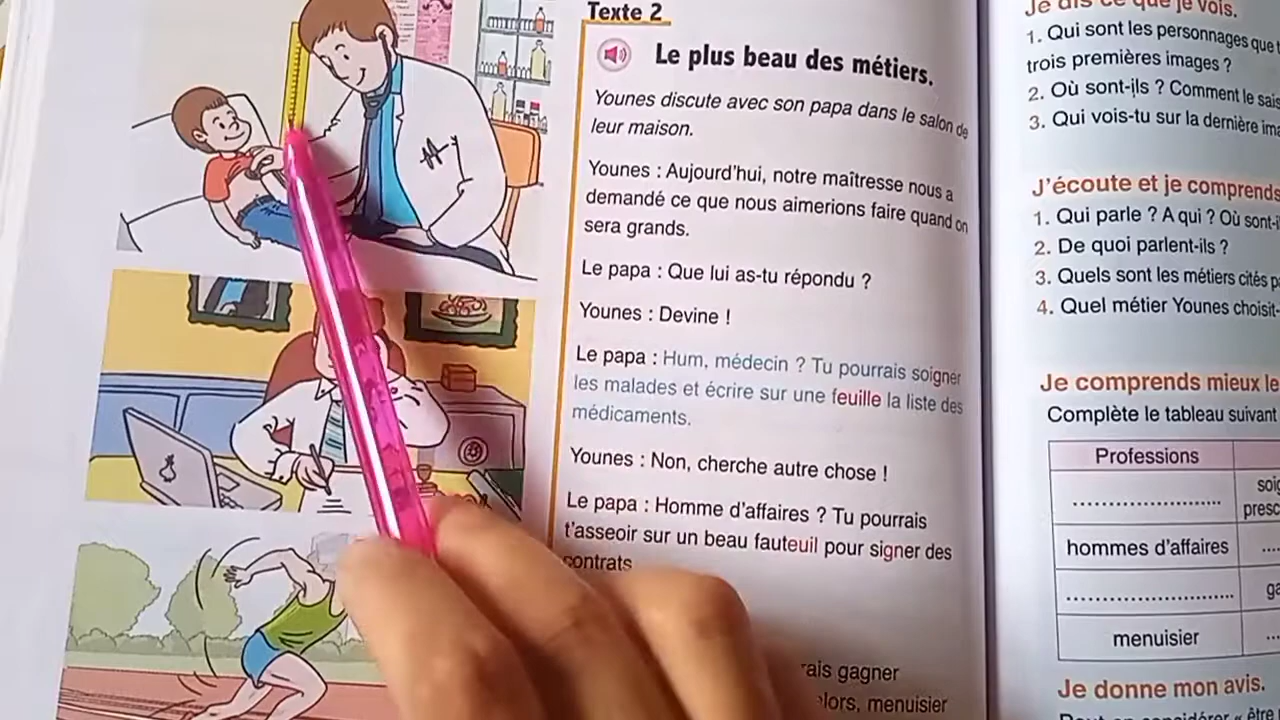 Texte 2
Le plus beau des métiers.
Younes discute avec son papa dans le salon de
leur maison.
Younes : Aujourd'hui, notre maîtresse nous a
demandé ce que nous aimerions faire quand on
sera grands.
Le papa : Que lui as-tu répondu ?
Younes : Devine !
Le papa : Hum, médecin ? Tu pourrais soigner
les malades et écrire sur une feuille la liste des
médicaments.
Younes : Non, cherche autre chose !
Le papa : Homme d'affaires ? Tu pourrais
t'asseoir sur un beau fauteuil pour signer des
contrats
gagner
menuisier
Je dis ce que je vois.
1. Qui sont les personnages que
trois premières images ?
2. Où sont-ils ? Comment le
3. Qui vois-tu sur la dernière
J'écoute et je comprends
1. Qui parle ? A qui ? Où
2. De quoi parlent-ils ?
3. Quels sont les métiers cités
4. Quel métier Younes
Je comprends mieux le
Complète le tableau suivant
Professions
....................
hommes d'affaires ....
....................
menuisier ...
Je donne mon avis.